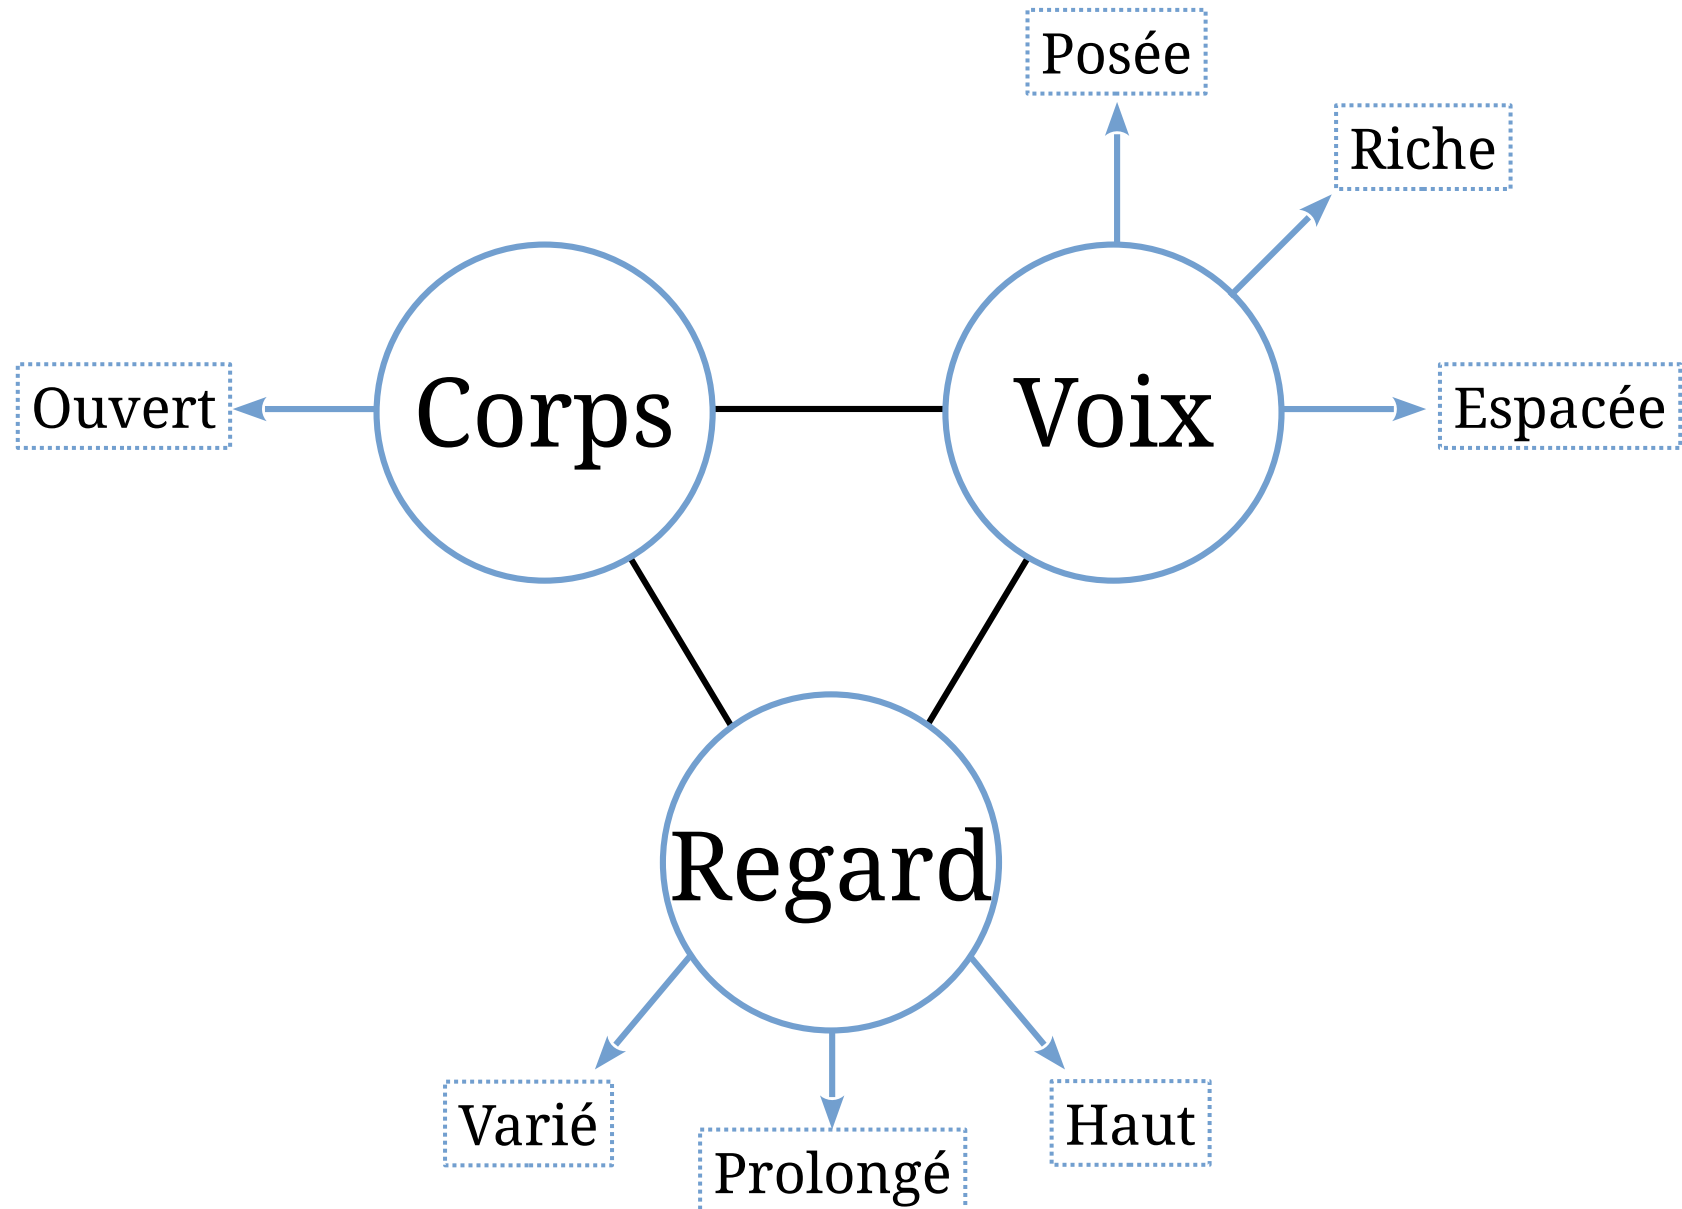 Posée
Riche
Ouvert
Corps
Voix
Espacée
Regard
Varié
Prolongé
Haut